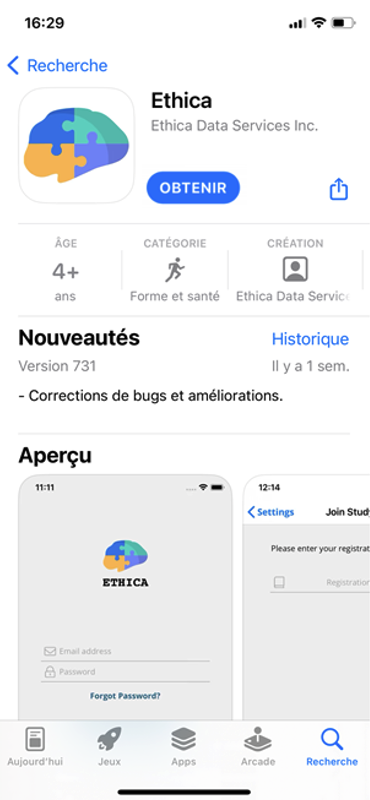 16:29
Recherche
Ethica
Ethica Data Services Inc.
OBTENIR
ÂGE
CATÉGORIE
CRÉATION
4+
ans
Forme et santé
Ethica Data Servic
Nouveautés
Historique
Version 731
Il y a 1 sem.
- Corrections de bugs et améliorations.
Aperçu
11:11
ETHICA
Email address
Password
Forgot Password?
12:14
Settings
Join Study
Please enter your registrat
Registration
Aujourd'hui
Jeux
Apps
Arcade
Recherche